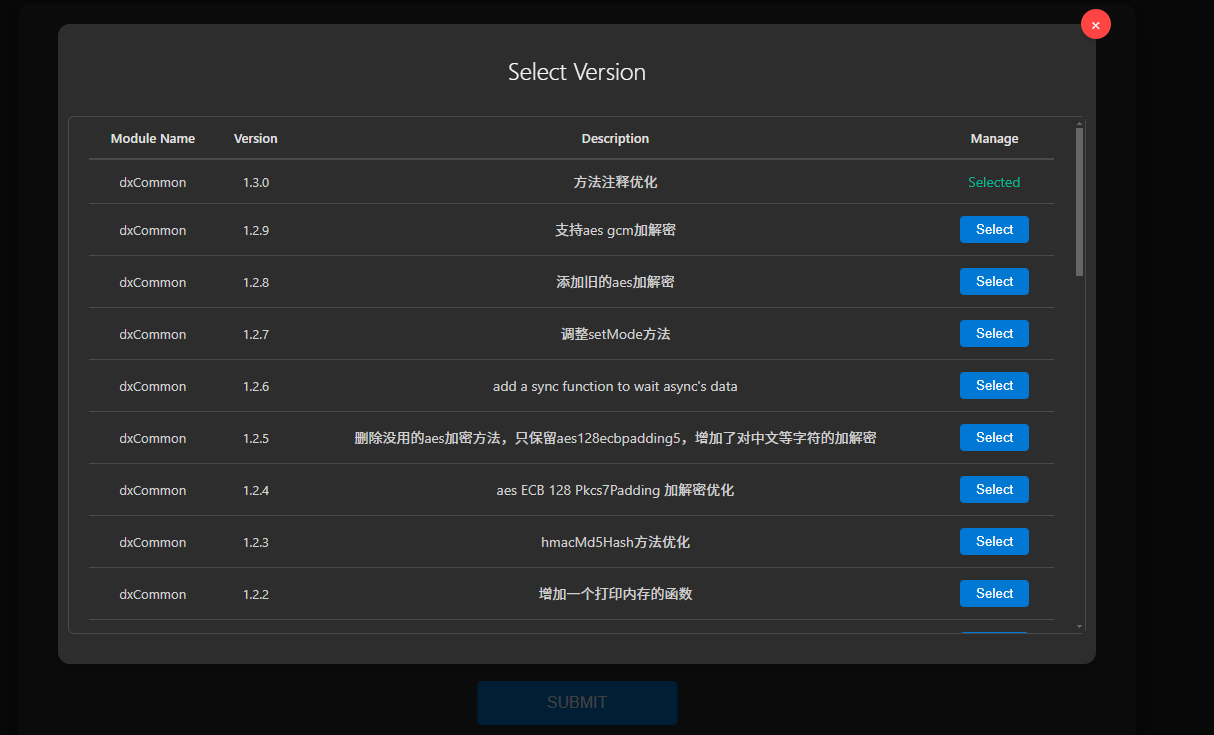 ×
Select Version
Module Name Version Description Manage
dxCommon 1.3.0 方法注释优化 Selected
dxCommon 1.2.9 支持aes gcm加解密 Select
dxCommon 1.2.8 添加旧的aes加解密 Select
dxCommon 1.2.7 调整setMode方法 Select
dxCommon 1.2.6 add a sync function to wait async's data Select
dxCommon 1.2.5 删除没用的aes加密方法，只保留aes128ecbpadding5，增加了对中文等字符的加解密 Select
dxCommon 1.2.4 aes ECB 128 Pkcs7Padding 加解密优化 Select
dxCommon 1.2.3 hmacMd5Hash方法优化 Select
dxCommon 1.2.2 增加一个打印内存的函数 Select
SUBMIT